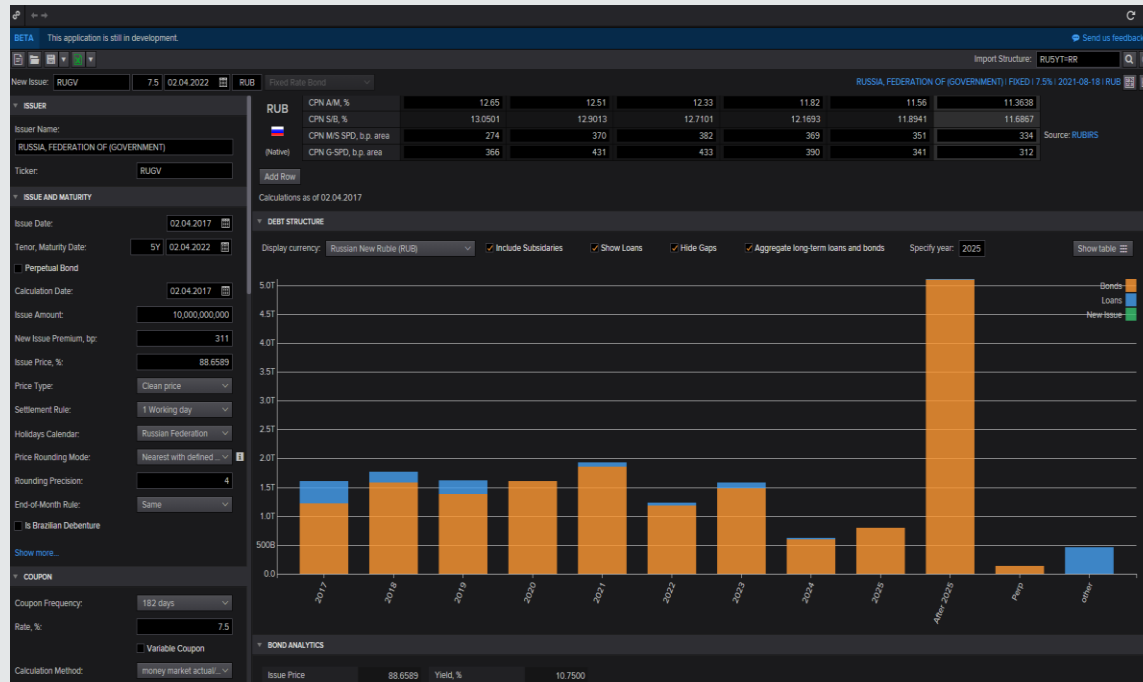 BETA This application is still in development. Send us feedback
Import Structure: RU5YT=RR
New Issue: RUGV 7.5 02.04.2022 RUB Fixed Rate Bond RUSSIA, FEDERATION OF (GOVERNMENT) | FIXED | 7.5% | 2021-08-18 | RUB
ISSUER
Issuer Name:
RUSSIA, FEDERATION OF (GOVERNMENT)
Ticker: RUGV
ISSUE AND MATURITY
Issue Date: 02.04.2017
Tenor, Maturity Date: 5Y 02.04.2022
Perpetual Bond
Calculation Date: 02.04.2017
Issue Amount: 10,000,000,000
New Issue Premium, bp: 311
Issue Price, %: 88.6589
Price Type: Clean price
Settlement Rule: 1 Working day
Holidays Calendar: Russian Federation
Price Rounding Mode: Nearest with defined ...
Rounding Precision: 4
End-of-Month Rule: Same
Is Brazilian Debenture
Show more...
COUPON
Coupon Frequency: 182 days
Rate, %: 7.5
Variable Coupon
Calculation Method: money market actual/...
RUB
(Native)
CPN A/M, % 12.65 12.51 12.33 11.82 11.56 11.3638
CPN S/B, % 13.0501 12.9013 12.7101 12.1693 11.8941 11.6867
CPN M/S SPD, b.p. area 274 370 382 369 351 334 Source: RUBIRS
CPN G-SPD, b.p. area 366 431 433 390 341 312
Add Row
Calculations as of 02.04.2017
DEBT STRUCTURE
Display currency: Russian New Ruble (RUB) Include Subsidaries Show Loans Hide Gaps Aggregate long-term loans and bonds Specify year: 2025 Show table
5.0T
4.5T
4.0T
3.5T
3.0T
2.5T
2.0T
1.5T
1.0T
500B
0.0
Bonds
Loans
New Issue
2017 2018 2019 2020 2021 2022 2023 2024 2025 After 2025 Perp other
BOND ANALYTICS
Issue Price 88.6589 Yield, % 10.7500